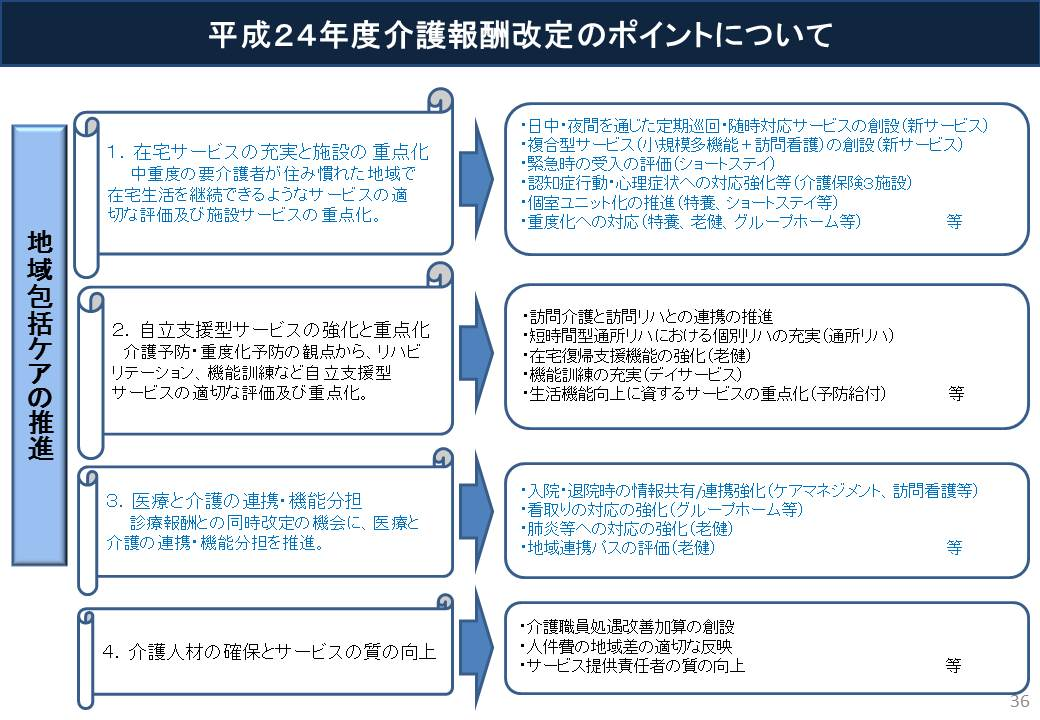 平成２４年度介護報酬改定のポイントについて
地域包括ケアの推進
１．在宅サービスの充実と施設の重点化
中重度の要介護者が住み慣れた地域で
在宅生活を継続できるようなサービスの適
切な評価及び施設サービスの重点化。
・日中・夜間を通じた定期巡回・随時対応サービスの創設（新サービス）
・複合型サービス（小規模多機能＋訪問看護）の創設（新サービス）
・緊急時の受入の評価（ショートステイ）
・認知症行動・心理症状への対応強化等（介護保険３施設）
・個室ユニット化の推進（特養、ショートステイ等）
・重度化への対応（特養、老健、グループホーム等）　等
２．自立支援型サービスの強化と重点化
介護予防・重度化予防の観点から、リハビ
リテーション、機能訓練など自立支援型
サービスの適切な評価及び重点化。
・訪問介護と訪問リハとの連携の推進
・短時間型通所リハにおける個別リハの充実（通所リハ）
・在宅復帰支援機能の強化（老健）
・機能訓練の充実（デイサービス）
・生活機能向上に資するサービスの重点化（予防給付）　等
３．医療と介護の連携・機能分担
診療報酬との同時改定の機会に、医療と
介護の連携・機能分担を推進。
・入院・退院時の情報共有/連携強化（ケアマネジメント、訪問看護等）
・看取りの対応の強化（グループホーム等）
・肺炎等への対応の強化（老健）
・地域連携パスの評価（老健）　等
４．介護人材の確保とサービスの質の向上
・介護職員処遇改善加算の創設
・人件費の地域差の適切な反映
・サービス提供責任者の質の向上　等
36